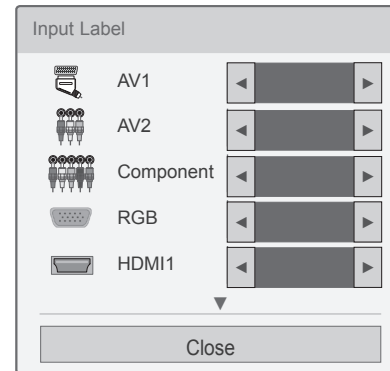 Input Label
AV1
AV2
Component
RGB
HDMI1
Close